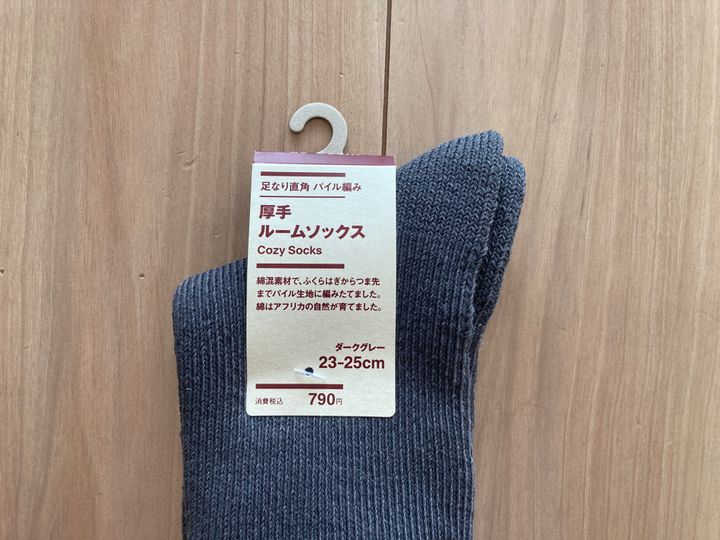 足なり直角 パイル編み
厚手
ルームソックス
Cozy Socks
綿混素材で、ふくらはぎからつま先
までパイル生地に編みたてました。
綿はアフリカの自然が育てました。
ダークグレー
23-25cm
消費税込 790円